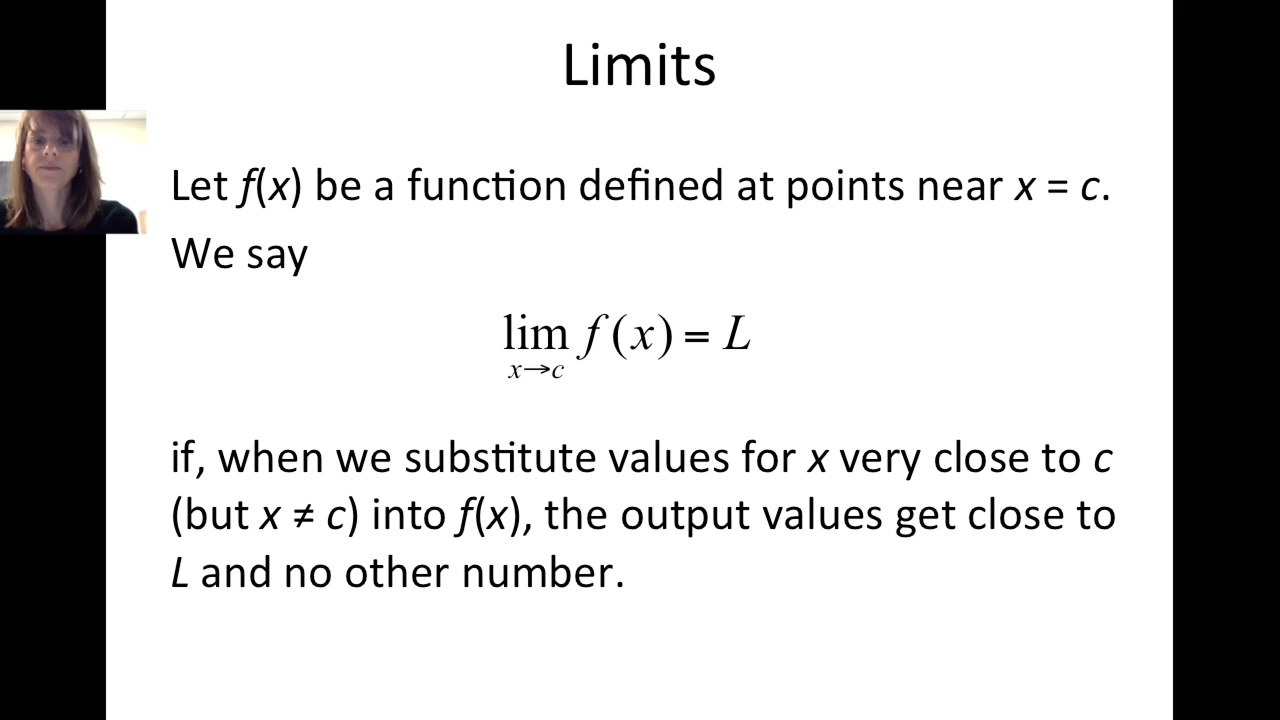 Limits
Let f(x) be a function defined at points near x = c.
We say
lim f(x) = L
x→c
if, when we substitute values for x very close to c
(but x ≠ c) into f(x), the output values get close to
L and no other number.